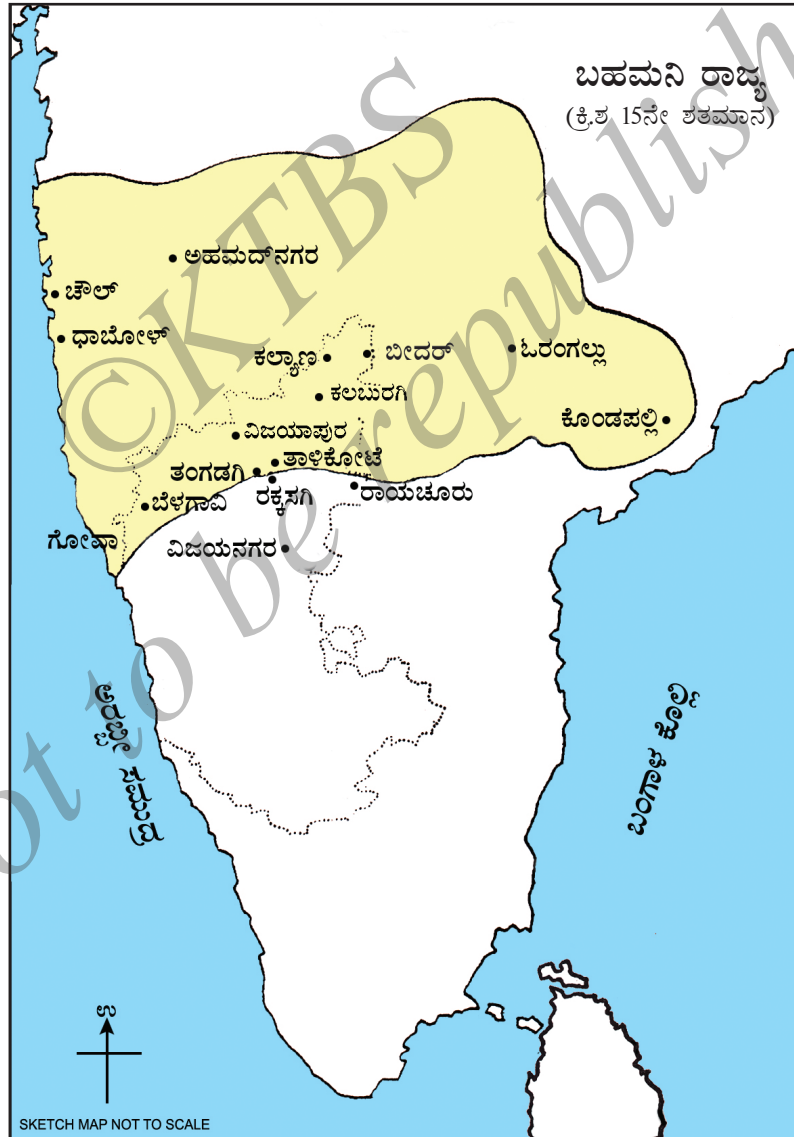 ಬಹಮನಿ ರಾಜ್ಯ
(ಕ್ರಿ.ಶ 15ನೇ ಶತಮಾನ)
ಅಹಮದ್‌ನಗರ
ಚೌಲ್
ಧಾಬೋಳ್
ಕಲ್ಯಾಣ
ಬೀದರ್
ಓರಂಗಲ್ಲು
ಕಲಬುರಗಿ
ಕೊಂಡಪಲ್ಲಿ
ವಿಜಯಾಪುರ
ತಾಳಿಕೋಟೆ
ತಂಗಡಗಿ
ರಕ್ಕಸಗಿ
ರಾಯಚೂರು
ಬೆಳಗಾವಿ
ಗೋವಾ
ವಿಜಯನಗರ
ಅರಬ್ಬೀ ಸಮುದ್ರ
ಬಂಗಾಳ ಕೊಲ್ಲಿ
ಉ
SKETCH MAP NOT TO SCALE
©KTBS
not to be republish